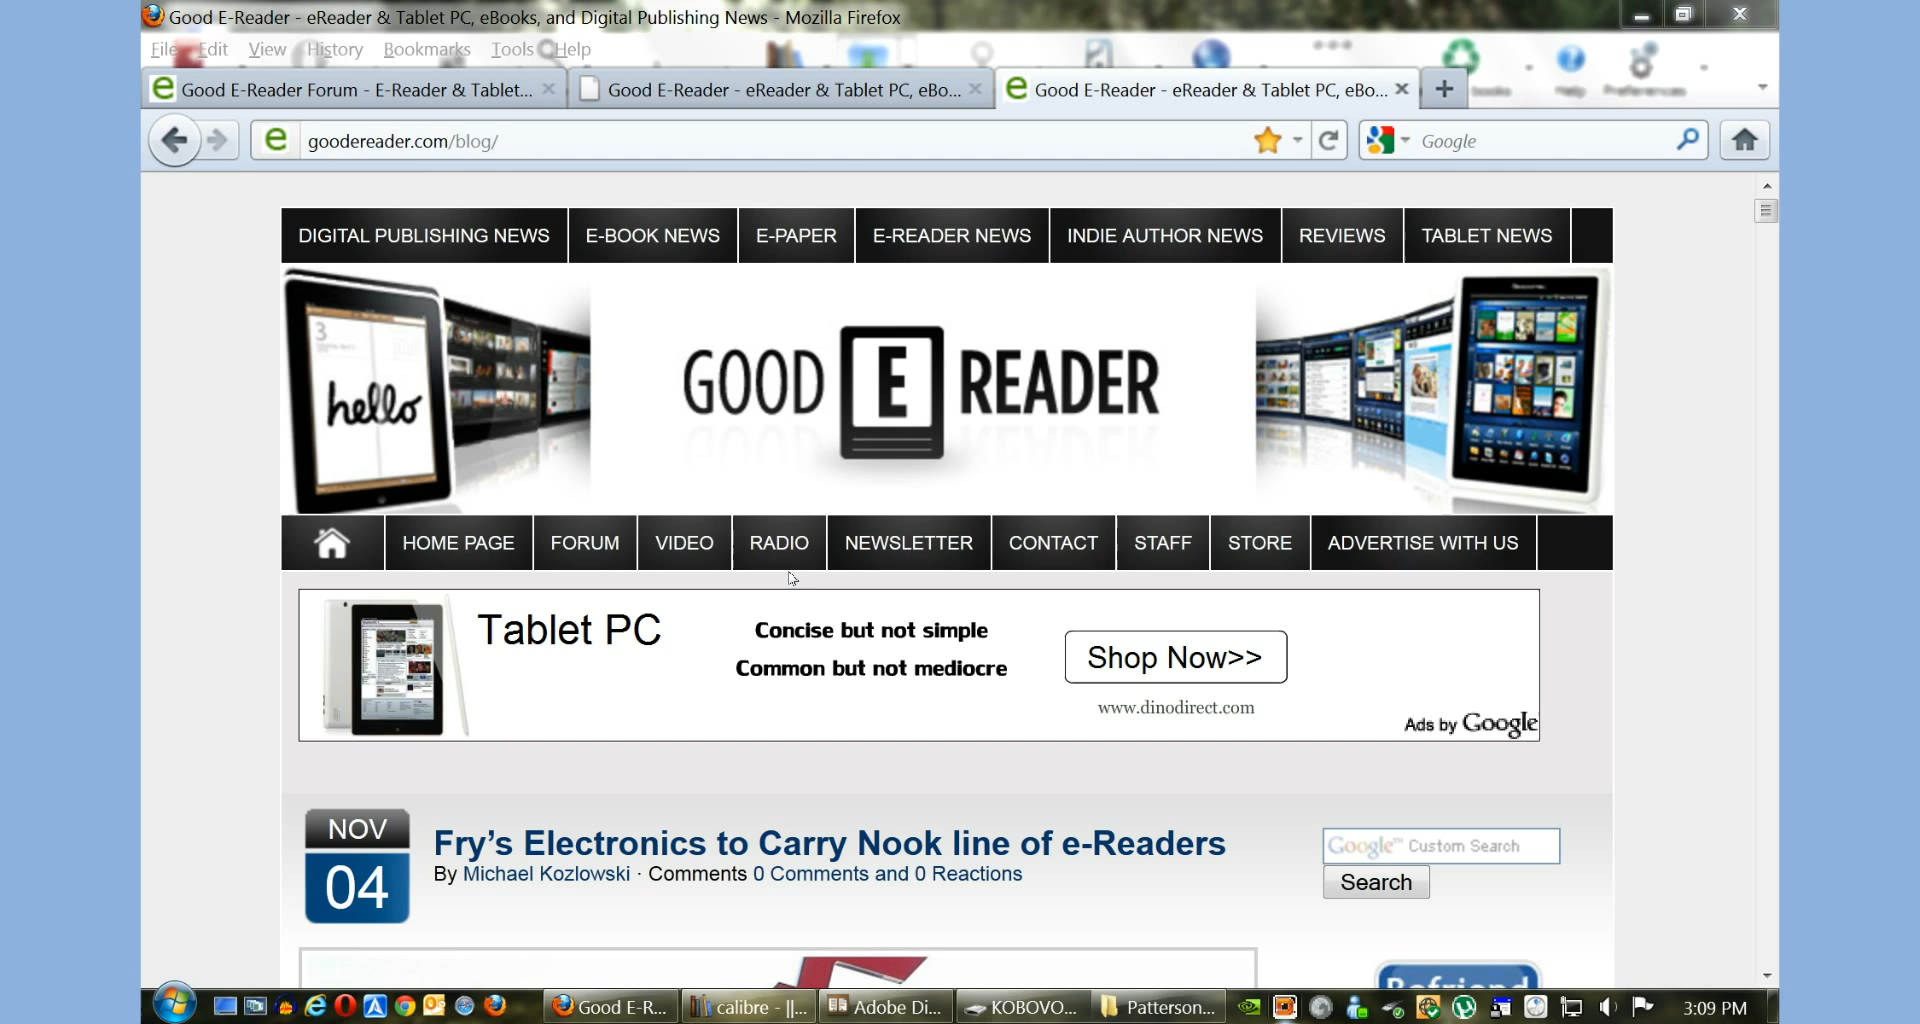 Good E-Reader - eReader & Tablet PC, eBooks, and Digital Publishing News - Mozilla Firefox
File Edit View History Bookmarks Tools Help
Good E-Reader Forum - E-Reader & Tablet...
Good E-Reader - eReader & Tablet PC, eBo...
Good E-Reader - eReader & Tablet PC, eBo...
Help
Preferences
goodereader.com/blog/
Google
DIGITAL PUBLISHING NEWS
E-BOOK NEWS
E-PAPER
E-READER NEWS
INDIE AUTHOR NEWS
REVIEWS
TABLET NEWS
3
hello
GOOD E READER
HOME PAGE
FORUM
VIDEO
RADIO
NEWSLETTER
CONTACT
STAFF
STORE
ADVERTISE WITH US
Tablet PC
Concise but not simple
Common but not mediocre
Shop Now>>
www.dinodirect.com
Ads by Google
NOV
04
Fry's Electronics to Carry Nook line of e-Readers
By Michael Kozlowski · Comments 0 Comments and 0 Reactions
Google™ Custom Search
Search
Befriend
Good E-R...
calibre - ||...
Adobe Di...
KOBOVO...
Patterson...
3:09 PM